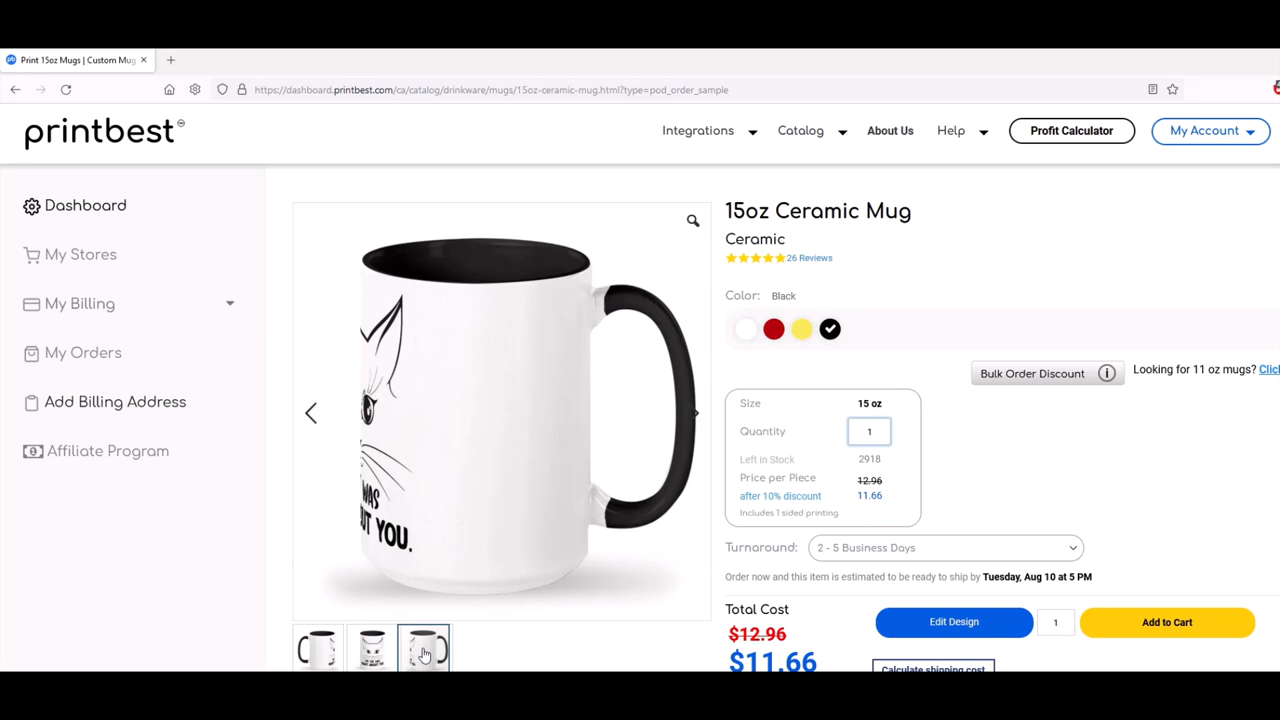 Print 15oz Mugs | Custom Mug
https://dashboard.printbest.com/ca/catalog/drinkware/mugs/15oz-ceramic-mug.html?type=pod_order_sample
printbest
Integrations
Catalog
About Us
Help
Profit Calculator
My Account
Dashboard
My Stores
My Billing
My Orders
Add Billing Address
Affiliate Program
WAS
UT YOU.
15oz Ceramic Mug
Ceramic
26 Reviews
Color: Black
Bulk Order Discount
Looking for 11 oz mugs? Clic
Size 15 oz
Quantity 1
Left in Stock 2918
Price per Piece 12.96
after 10% discount 11.66
Includes 1 sided printing
Turnaround: 2 - 5 Business Days
Order now and this item is estimated to be ready to ship by Tuesday, Aug 10 at 5 PM
Total Cost
$12.96
$11.66
Edit Design
1
Add to Cart
Calculate shipping cost